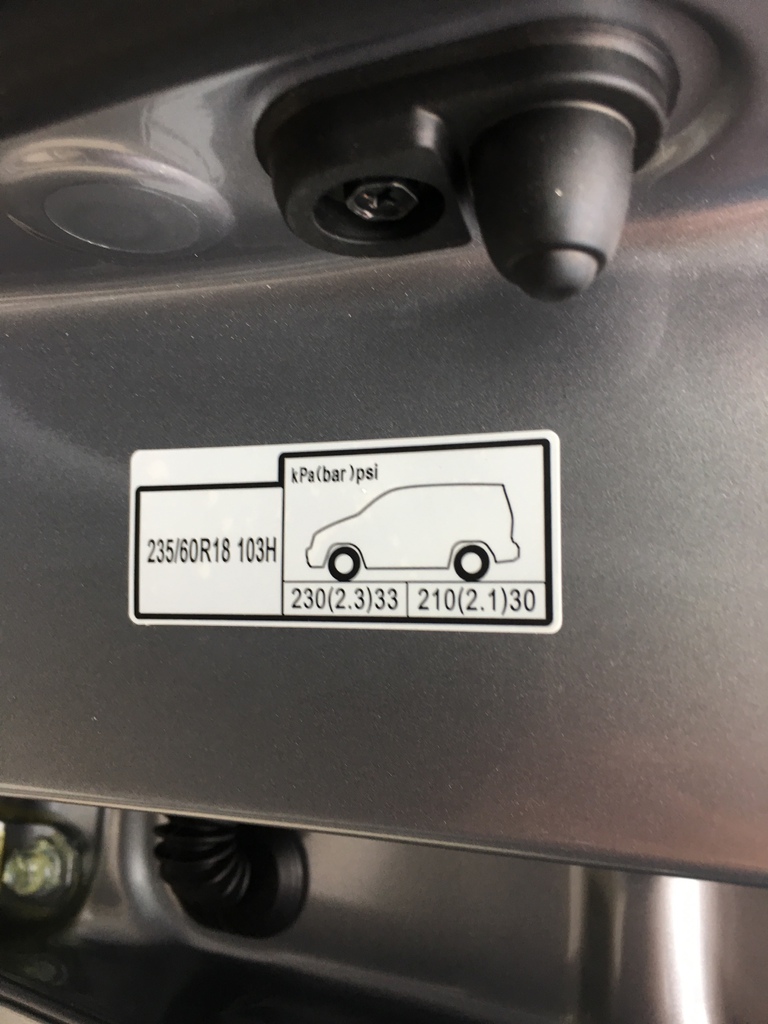 kPa(bar)psi
235/60R18 103H
230(2.3)33
210(2.1)30